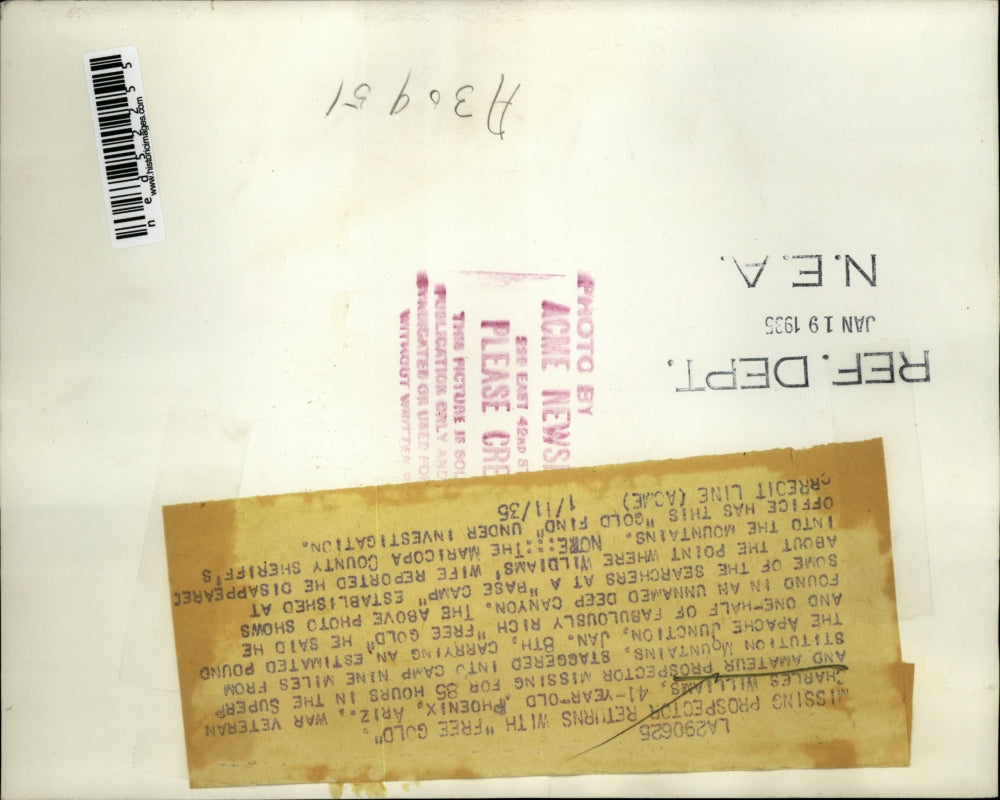 LA290625
MISSING PROSPECTOR RETURNS WITH "FREE GOLD".
CHARLES WILLIAMS, 41-YEAR-OLD PHOENIX, ARIZ., WAR VETERAN
AND AMATEUR PROSPECTOR MISSING FOR 85 HOURS IN THE SUPER-
STITUTION MOUNTAINS, STAGGERED INTO CAMP NINE MILES FROM
THE APACHE JUNCTION, JAN. 8TH, CARRYING AN ESTIMATED POUND
AND ONE-HALF OF FABULOUSLY RICH "FREE GOLD" HE SAID HE
FOUND IN AN UNNAMED DEEP CANYON. THE ABOVE PHOTO SHOWS
SOME OF THE SEARCHERS AT A "BASE CAMP" ESTABLISHED AT
ABOUT THE POINT WHERE WILLIAMS' WIFE REPORTED HE DISAPPEARED
INTO THE MOUNTAINS. NOTE:::THE MARICOPA COUNTY SHERIFF'S
OFFICE HAS THIS "GOLD FIND" UNDER INVESTIGATION.
CRREDIT LINE (ACME) 1/11/35
REF. DEPT.
JAN 19 1935
N.E.A.
PHOTO BY
ACME NEWS
220 EAST 42ND
PLEASE CRE
THIS PICTURE IS SOL
PUBLICATION ONLY AND
SYNDICATED OR USED FO
WITHOUT WRITTEN P
A30951
www.historicimages.com
ned52255